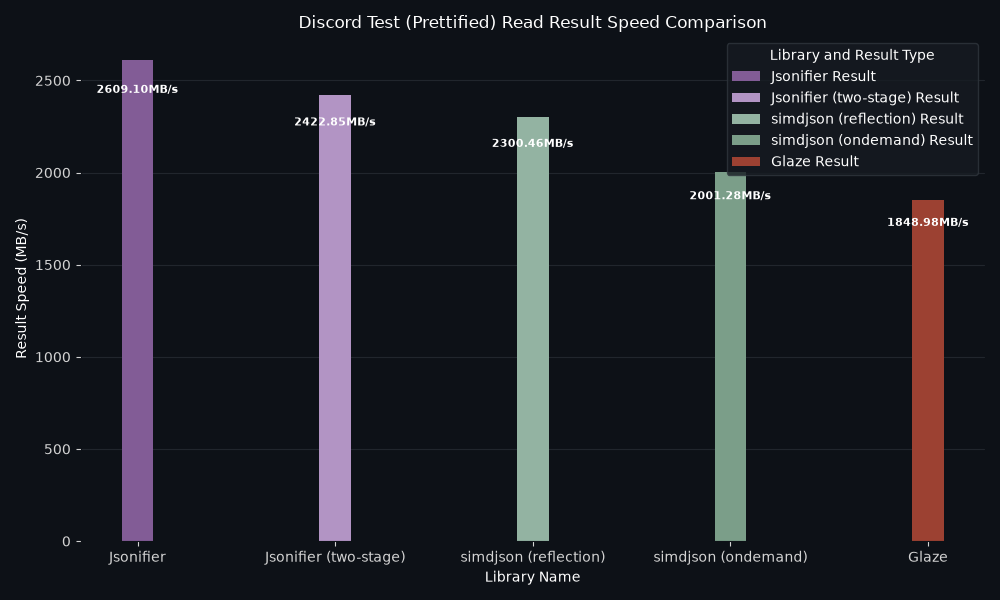 Discord Test (Prettified) Read Result Speed Comparison
Library and Result Type
Jsonifier Result
Jsonifier (two-stage) Result
simdjson (reflection) Result
simdjson (ondemand) Result
Glaze Result
2609.10MB/s
2422.85MB/s
2300.46MB/s
2001.28MB/s
1848.98MB/s
Result Speed (MB/s)
2500
2000
1500
1000
500
0
Jsonifier
Jsonifier (two-stage)
simdjson (reflection)
simdjson (ondemand)
Glaze
Library Name